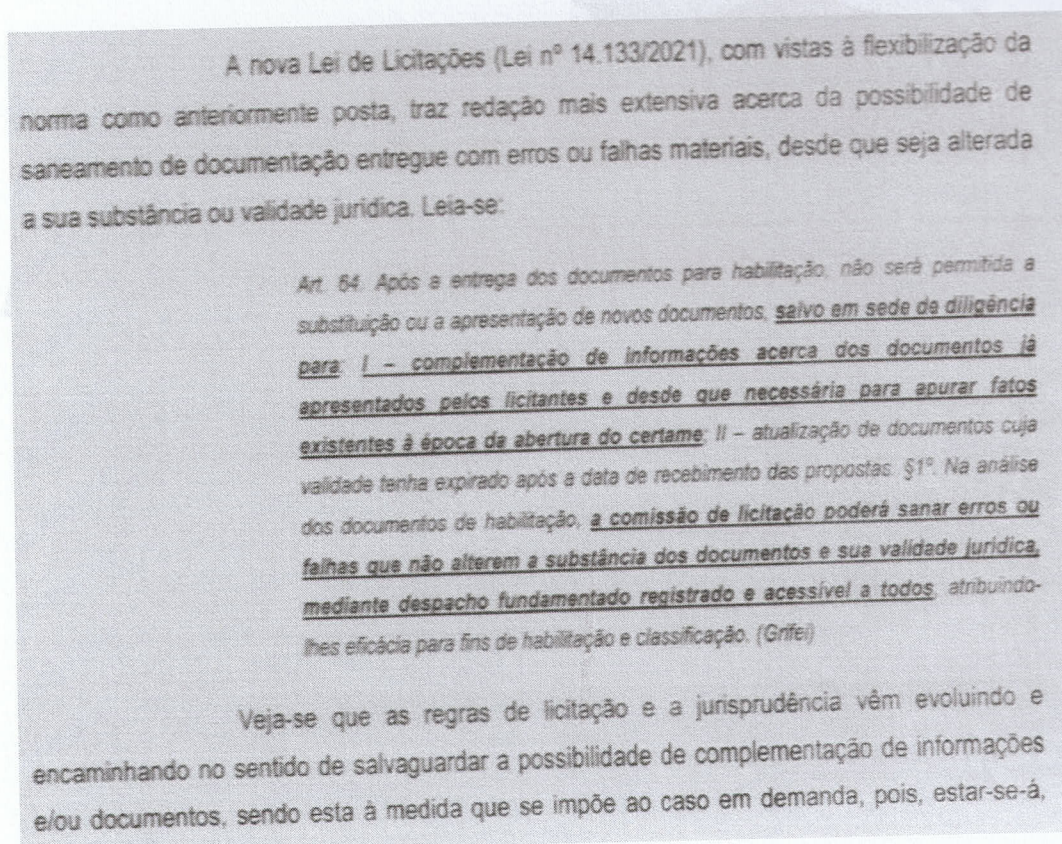 A nova Lei de Licitações (Lei nº 14.133/2021), com vistas à flexibilização da
norma como anteriormente posta, traz redação mais extensiva acerca da possibilidade de
saneamento de documentação entregue com erros ou falhas materiais, desde que seja alterada
a sua substância ou validade jurídica. Leia-se:
Art. 64. Após a entrega dos documentos para habilitação, não será permitida a
substituição ou a apresentação de novos documentos, salvo em sede de diligência
para: I – complementação de informações acerca dos documentos já
apresentados pelos licitantes e desde que necessária para apurar fatos
existentes à época da abertura do certame; II – atualização de documentos cuja
validade tenha expirado após a data de recebimento das propostas. §1º. Na análise
dos documentos de habilitação, a comissão de licitação poderá sanar erros ou
falhas que não alterem a substância dos documentos e sua validade jurídica,
mediante despacho fundamentado registrado e acessível a todos, atribuindo-
lhes eficácia para fins de habilitação e classificação. (Grifei)
Veja-se que as regras de licitação e a jurisprudência vêm evoluindo e
encaminhando no sentido de salvaguardar a possibilidade de complementação de informações
e/ou documentos, sendo esta à medida que se impõe ao caso em demanda, pois, estar-se-á,